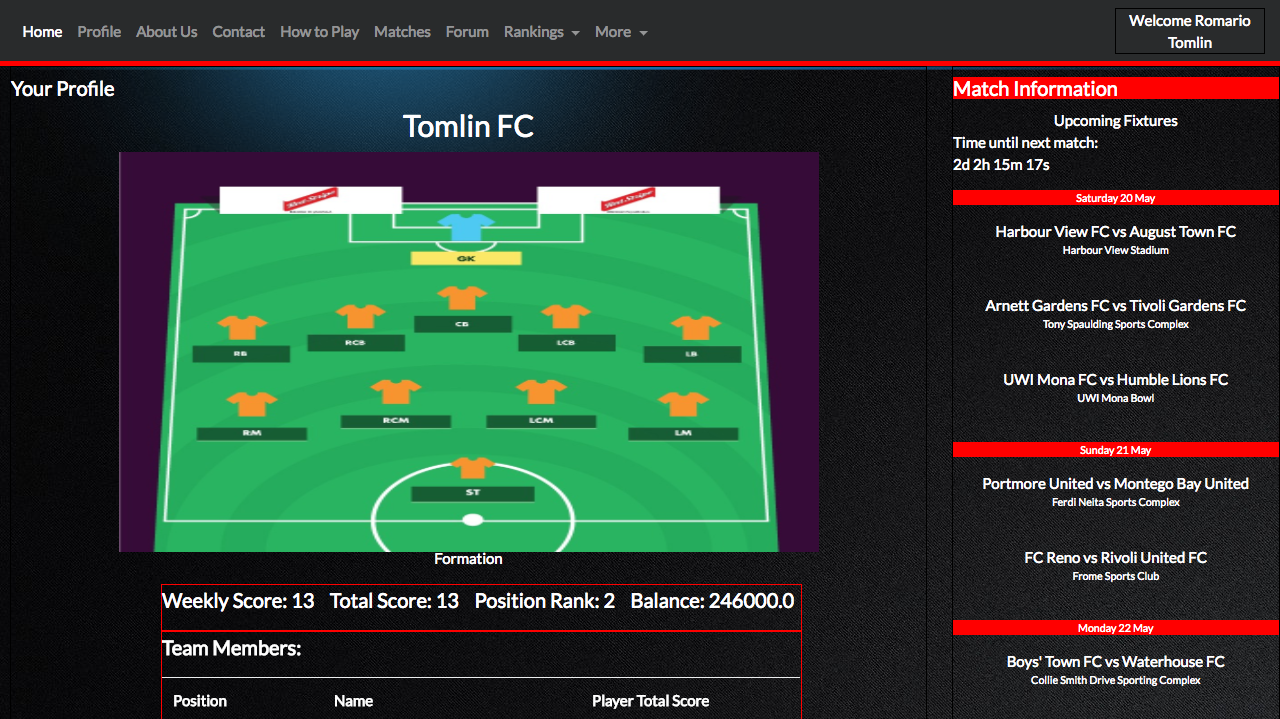 Home Profile About Us Contact How to Play Matches Forum Rankings More
Welcome Romario
Tomlin
Your Profile
Tomlin FC
GK
CB
RCB LCB
RB LB
RCM LCM
RM LM
ST
Formation
Weekly Score: 13 Total Score: 13 Position Rank: 2 Balance: 246000.0
Team Members:
Position Name Player Total Score
Match Information
Upcoming Fixtures
Time until next match:
2d 2h 15m 17s
Saturday 20 May
Harbour View FC vs August Town FC
Harbour View Stadium
Arnett Gardens FC vs Tivoli Gardens FC
Tony Spaulding Sports Complex
UWI Mona FC vs Humble Lions FC
UWI Mona Bowl
Sunday 21 May
Portmore United vs Montego Bay United
Ferdi Neita Sports Complex
FC Reno vs Rivoli United FC
Frome Sports Club
Monday 22 May
Boys' Town FC vs Waterhouse FC
Collie Smith Drive Sporting Complex